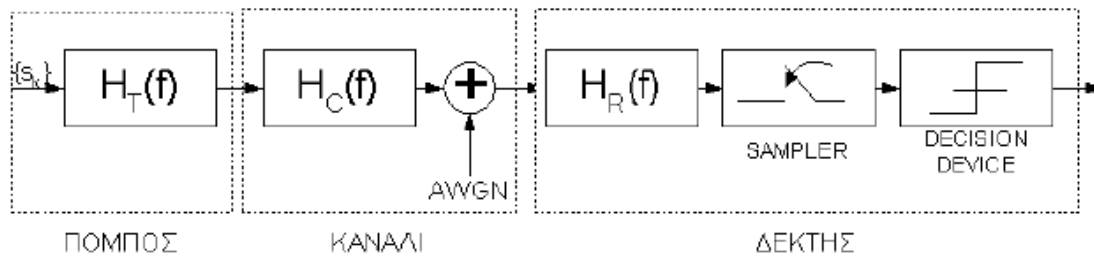 {s_k}
H_T(f)
H_C(f)
+
AWGN
H_R(f)
SAMPLER
DECISION
DEVICE
ΠΟΜΠΟΣ
ΚΑΝΑΛΙ
ΔΕΚΤΗΣ